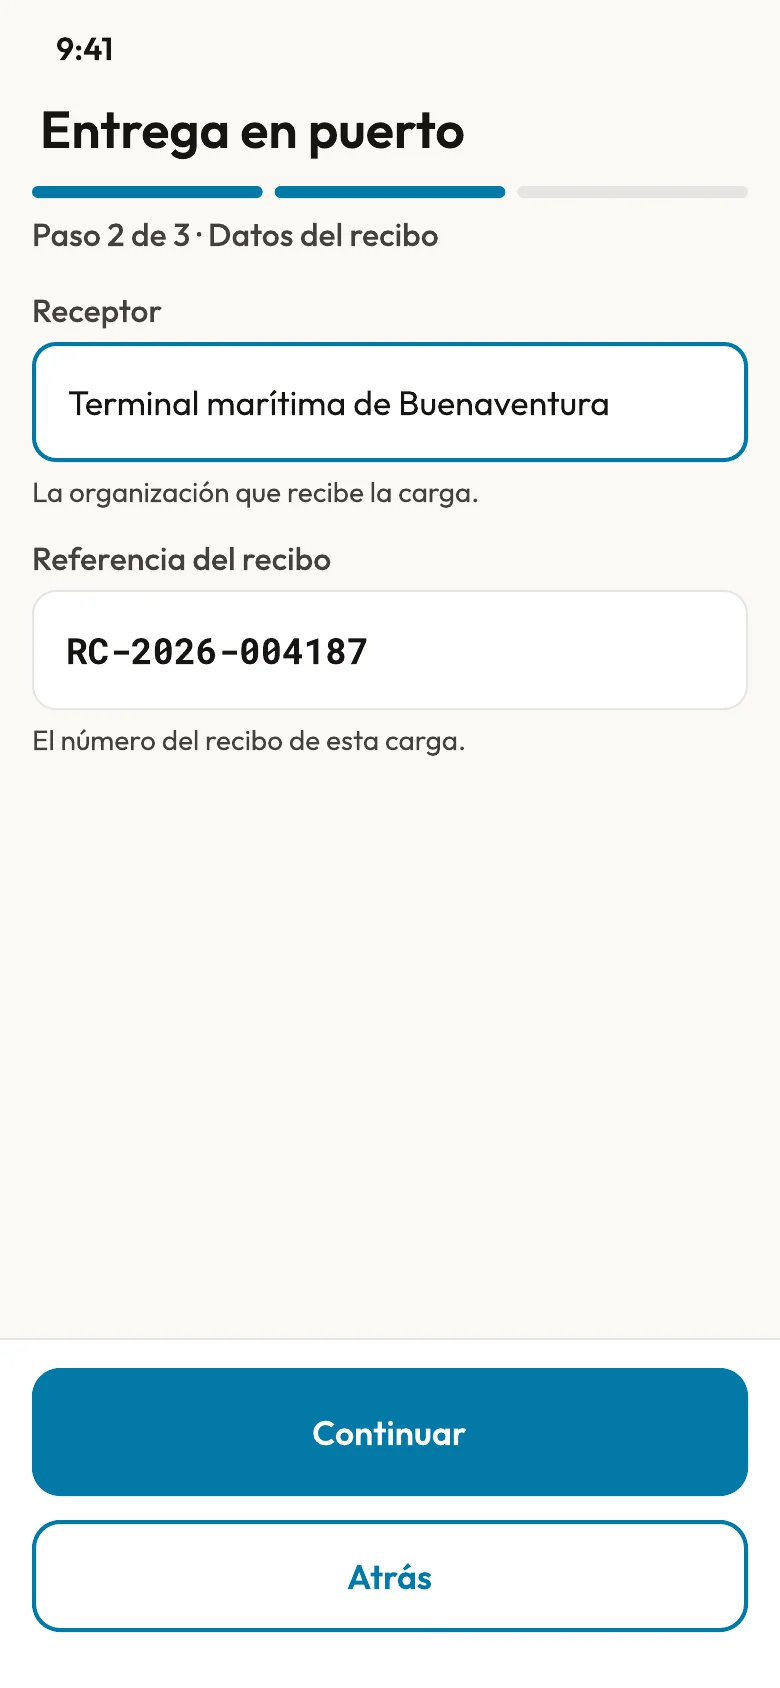 9:41
Entrega en puerto
Paso 2 de 3 · Datos del recibo
Receptor
Terminal marítima de Buenaventura
La organización que recibe la carga.
Referencia del recibo
RC-2026-004187
El número del recibo de esta carga.
Continuar
Atrás